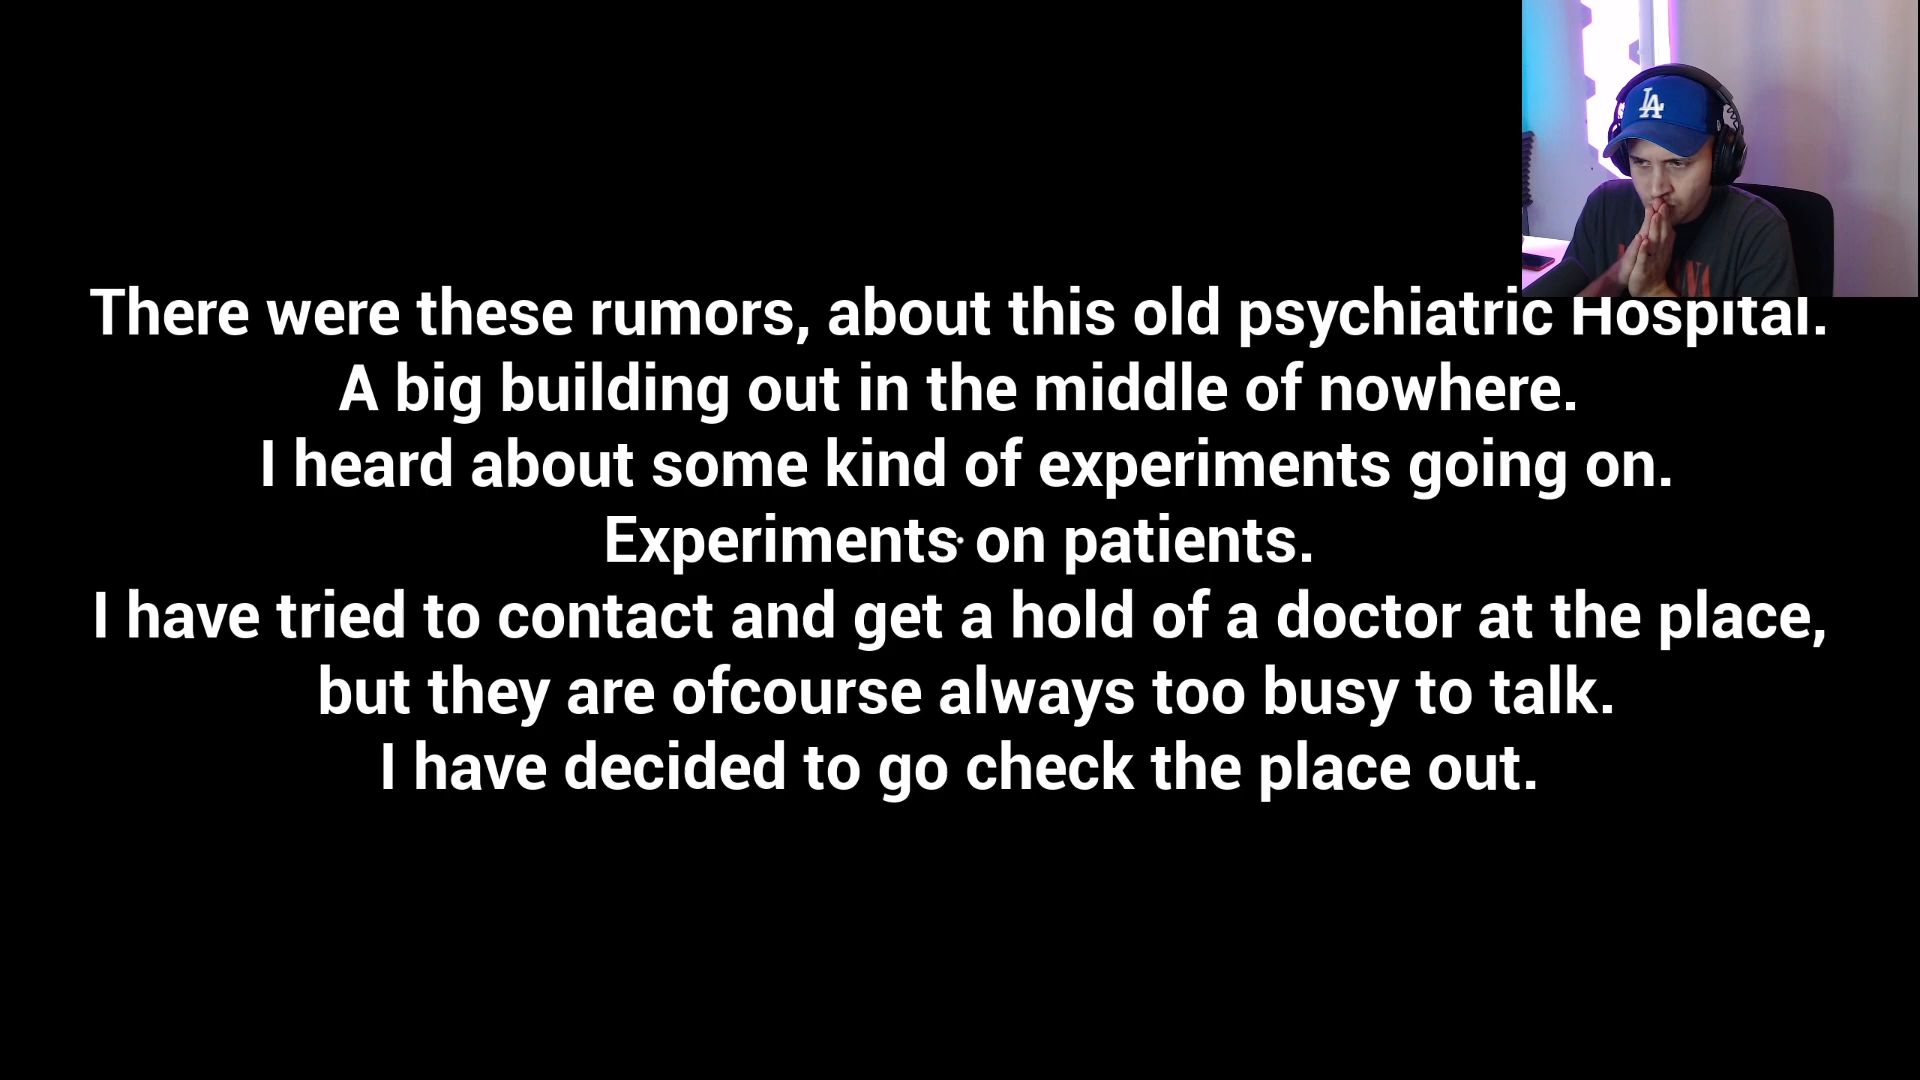 There were these rumors, about this old psychiatric Hospital.
A big building out in the middle of nowhere.
I heard about some kind of experiments going on.
Experiments on patients.
I have tried to contact and get a hold of a doctor at the place,
but they are ofcourse always too busy to talk.
I have decided to go check the place out.
LA